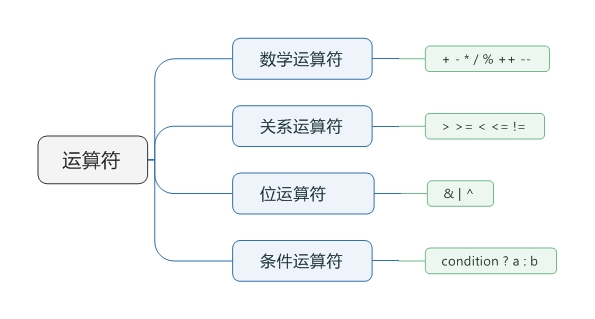 运算符
数学运算符
+ - * / % ++ --
关系运算符
> >= < <= !=
位运算符
& | ^
条件运算符
condition ? a : b